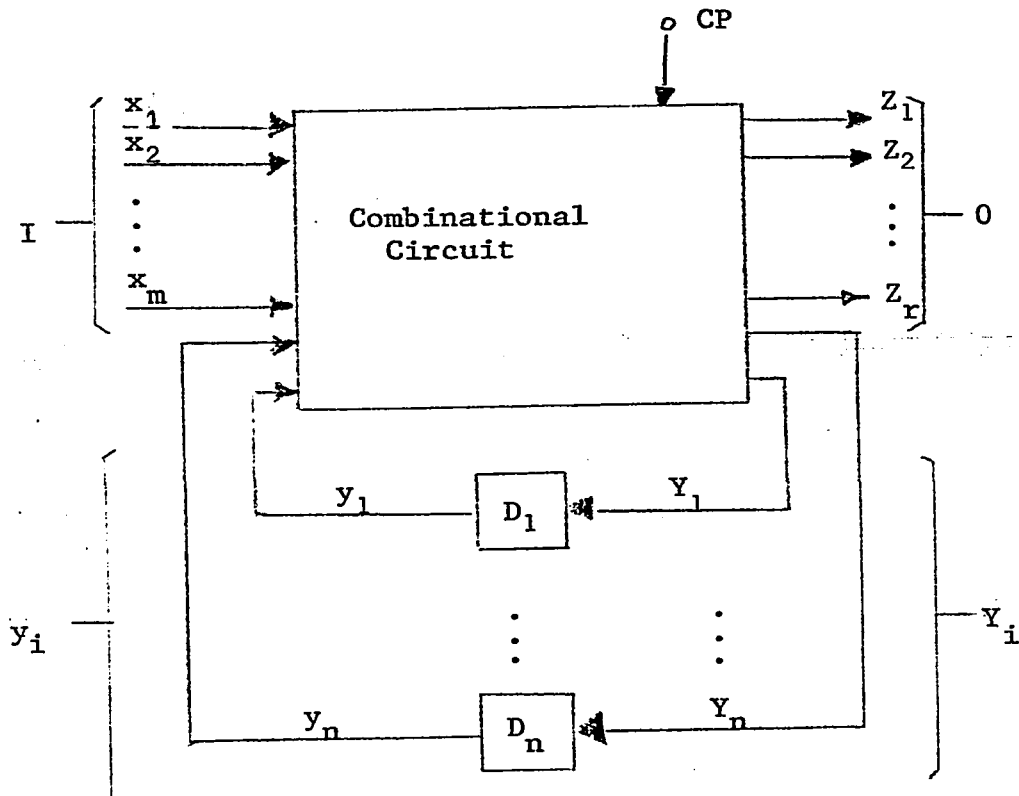 CP
x1
x2
xm
I
Combinational
Circuit
Z1
Z2
Zr
O
y1
D1
Y1
yi
Yi
yn
Dn
Yn